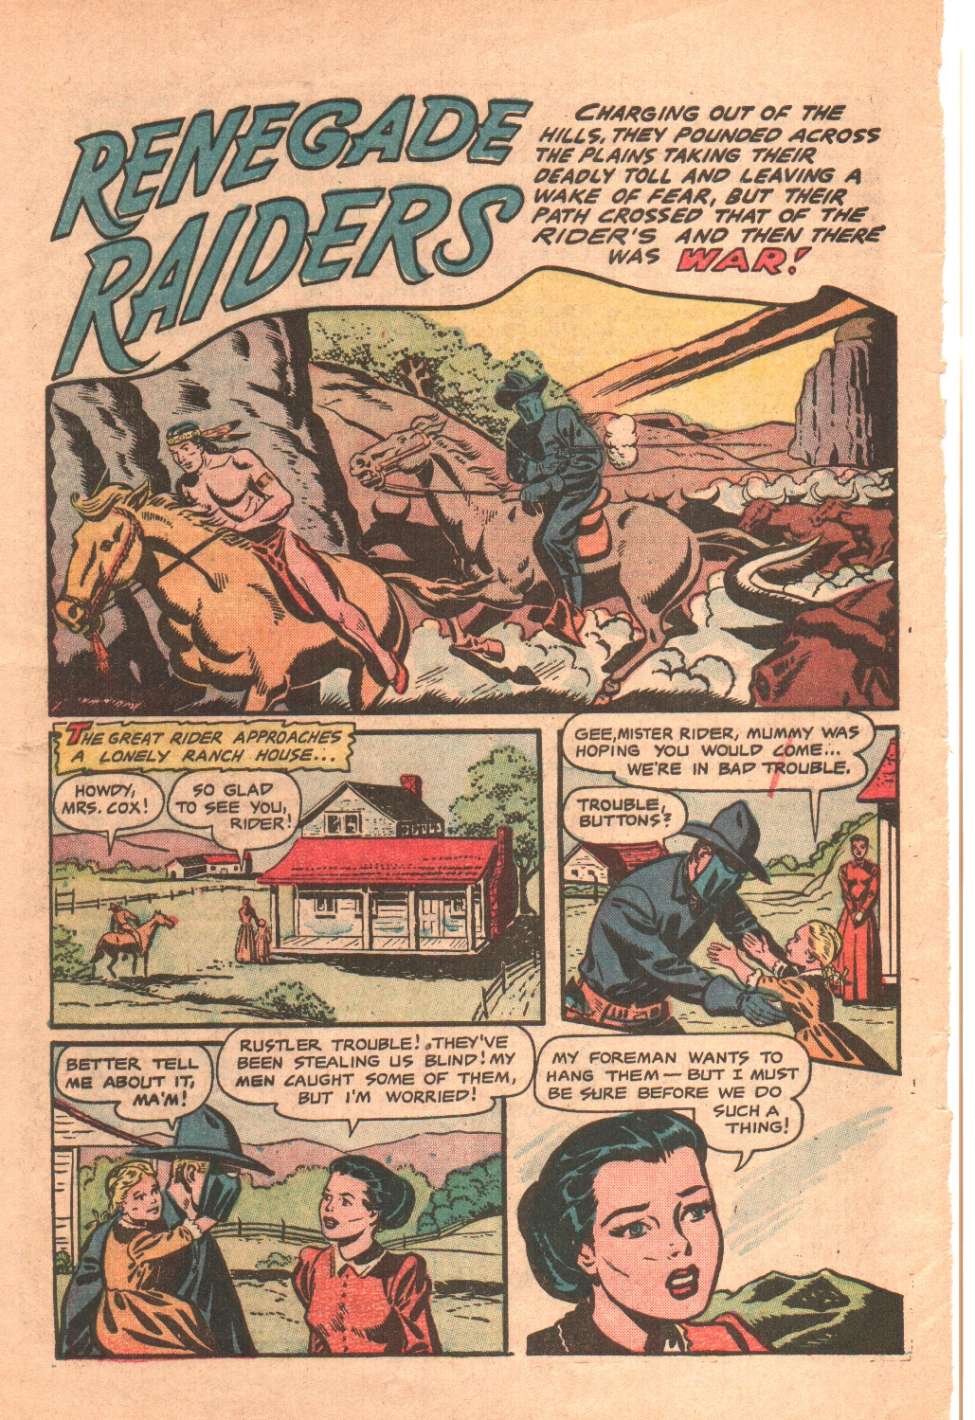 RENEGADE
RAIDERS
CHARGING OUT OF THE
HILLS, THEY POUNDED ACROSS
THE PLAINS TAKING THEIR
DEADLY TOLL AND LEAVING A
WAKE OF FEAR, BUT THEIR
PATH CROSSED THAT OF THE
RIDER'S AND THEN THERE
WAS WAR!
THE GREAT RIDER APPROACHES
A LONELY RANCH HOUSE...
HOWDY,
MRS. COX!
SO GLAD
TO SEE YOU,
RIDER!
GEE, MISTER RIDER, MUMMY WAS
HOPING YOU WOULD COME...
WE'RE IN BAD TROUBLE.
TROUBLE,
BUTTONS?
BETTER TELL
ME ABOUT IT,
MA'M!
RUSTLER TROUBLE! THEY'VE
BEEN STEALING US BLIND! MY
MEN CAUGHT SOME OF THEM,
BUT I'M WORRIED!
MY FOREMAN WANTS TO
HANG THEM — BUT I MUST
BE SURE BEFORE WE DO
SUCH A
THING!